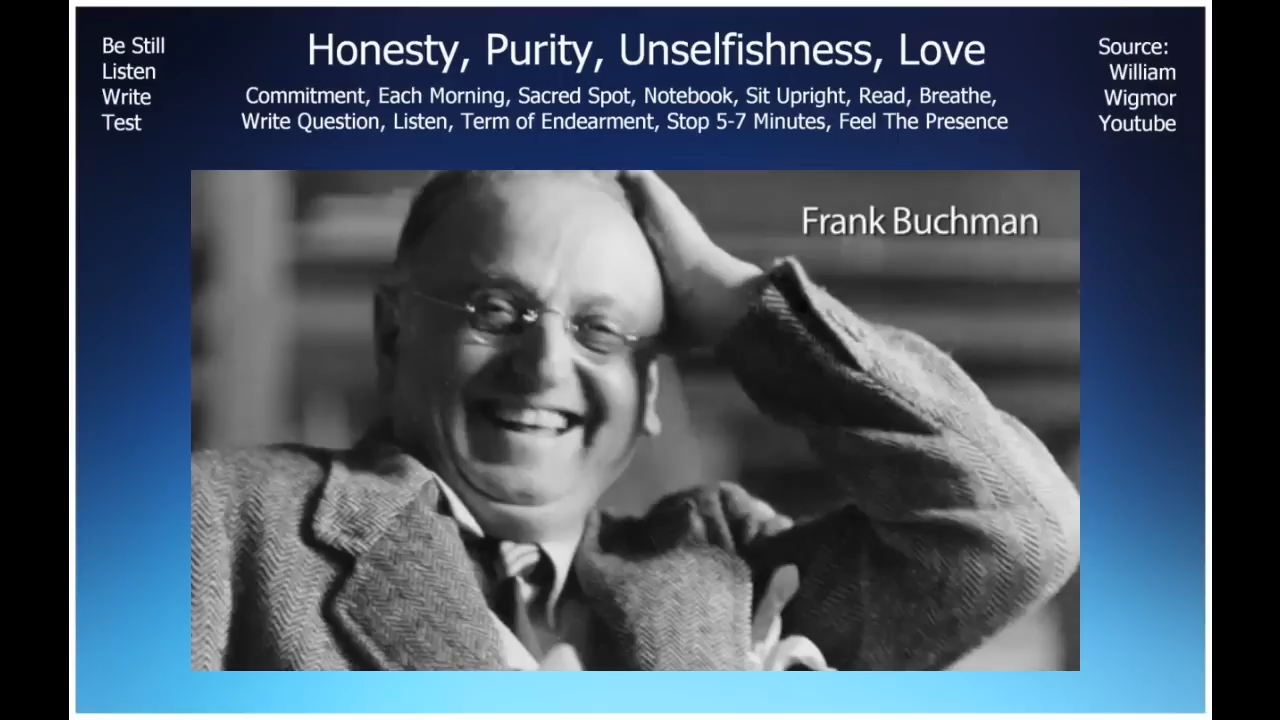 Be Still
Listen
Write
Test
Honesty, Purity, Unselfishness, Love
Commitment, Each Morning, Sacred Spot, Notebook, Sit Upright, Read, Breathe,
Write Question, Listen, Term of Endearment, Stop 5-7 Minutes, Feel The Presence
Source:
William
Wigmor
Youtube
Frank Buchman